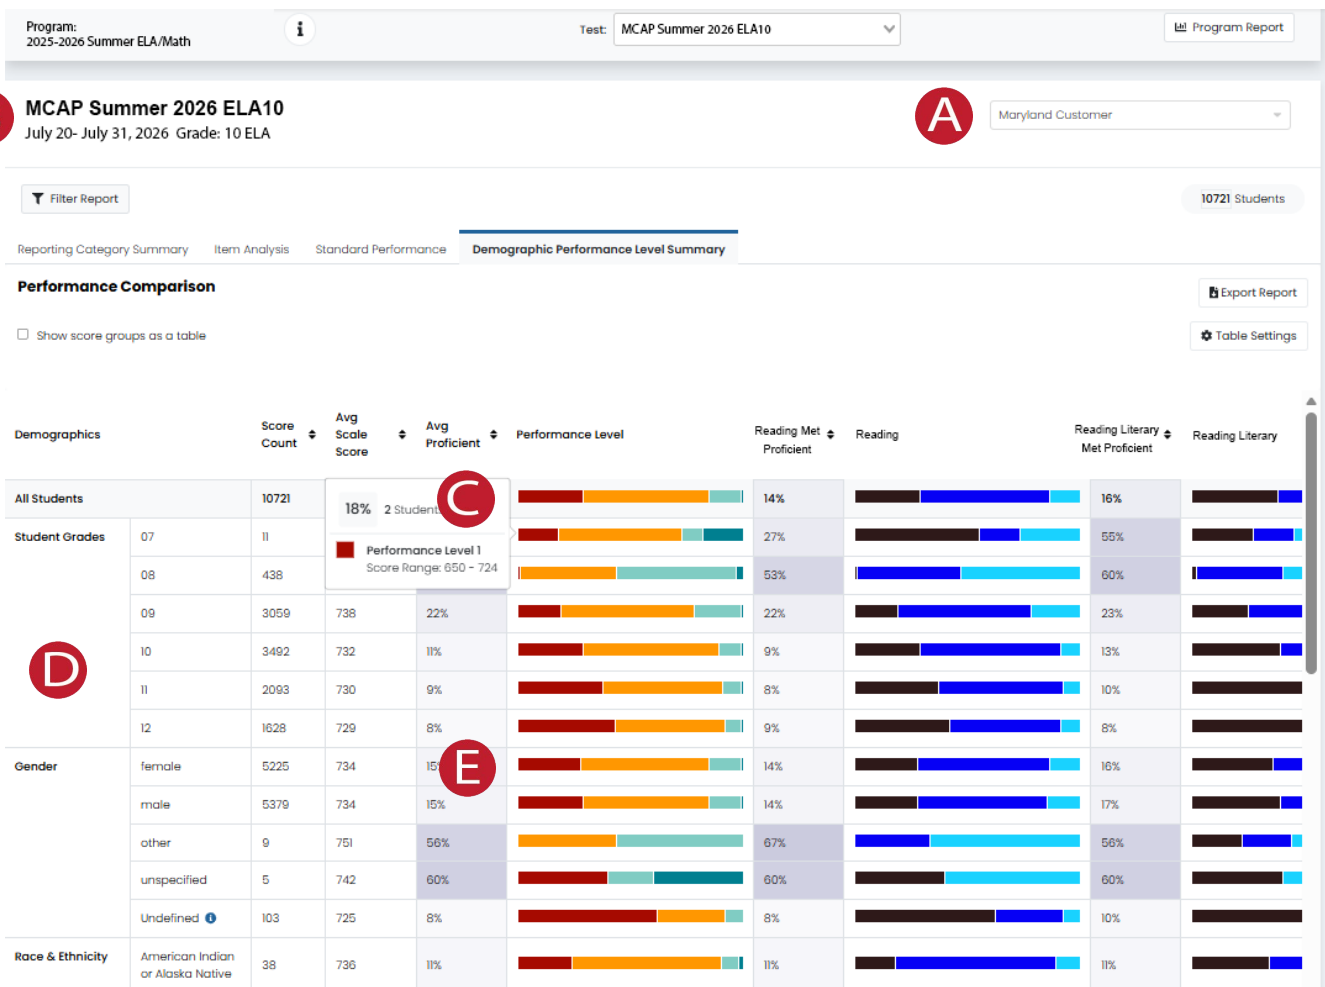 Program:
2025-2026 Summer ELA/Math
i
Test:
MCAP Summer 2026 ELA10
Program Report
MCAP Summer 2026 ELA10
July 20- July 31, 2026 Grade: 10 ELA
A
Maryland Customer
Filter Report
10721 Students
Reporting Category Summary Item Analysis Standard Performance Demographic Performance Level Summary
Performance Comparison
Export Report
Show score groups as a table
Table Settings
Demographics
Score
Count
Avg
Scale
Score
Avg
Proficient
Performance Level
Reading Met
Proficient
Reading
Reading Literary
Met Proficient
Reading Literary
All Students 10721 14% 16%
18% 2 Student
C
Performance Level 1
Score Range: 650 - 724
Student Grades 07 11 27% 55%
08 438 53% 60%
09 3059 738 22% 22% 23%
10 3492 732 11% 9% 13%
D
11 2093 730 9% 8% 10%
12 1628 729 8% 9% 8%
Gender female 5225 734 15% 14% 16%
E
male 5379 734 15% 14% 17%
other 9 751 56% 67% 56%
unspecified 5 742 60% 60% 60%
Undefined i 103 725 8% 8% 10%
Race & Ethnicity American Indian
or Alaska Native 38 736 11% 11% 11%